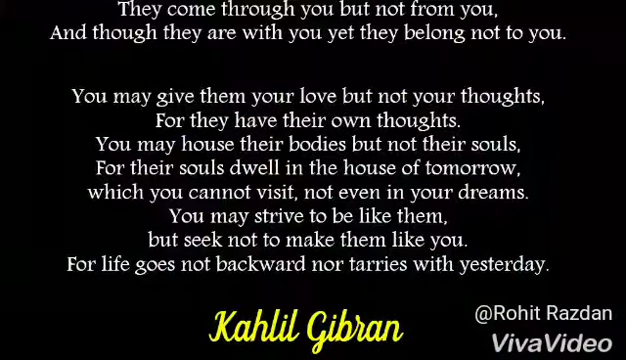 They come through you but not from you,
And though they are with you yet they belong not to you.
You may give them your love but not your thoughts,
For they have their own thoughts.
You may house their bodies but not their souls,
For their souls dwell in the house of tomorrow,
which you cannot visit, not even in your dreams.
You may strive to be like them,
but seek not to make them like you.
For life goes not backward nor tarries with yesterday.
Kahlil Gibran
@Rohit Razdan
VivaVideo